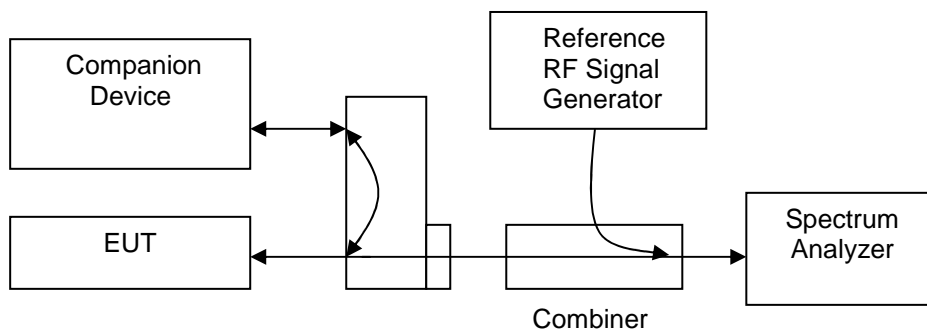 Companion
Device
Reference
RF Signal
Generator
EUT
Spectrum
Analyzer
Combiner